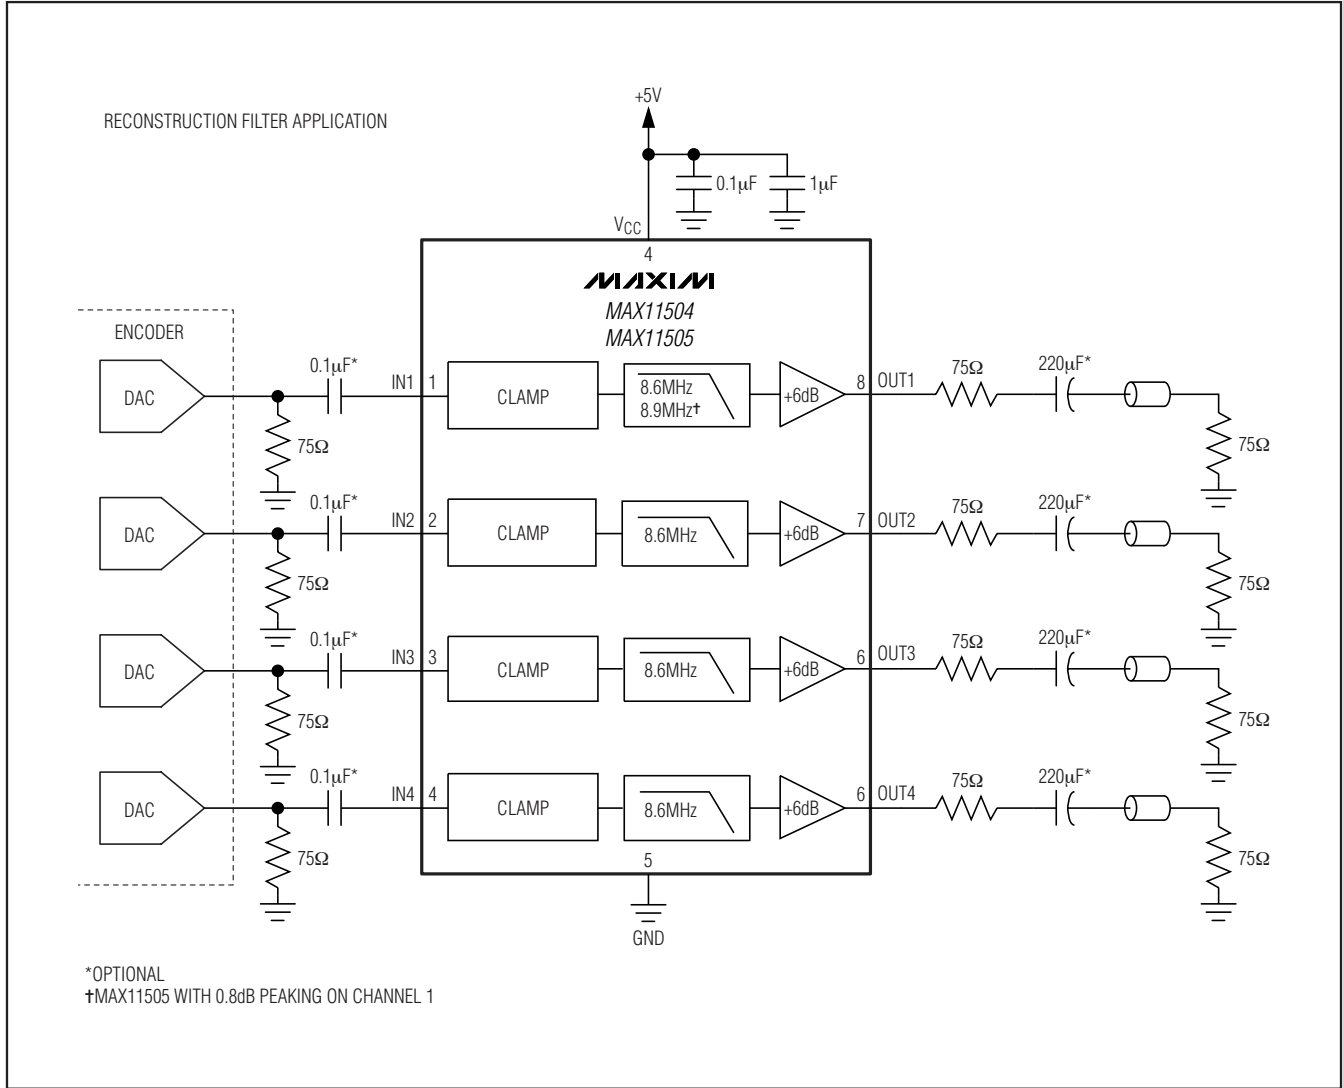 +5V
RECONSTRUCTION FILTER APPLICATION
0.1µF 1µF
VCC
4
MAXIM
MAX11504
MAX11505
ENCODER
DAC 0.1µF* IN1 1 CLAMP 8.6MHz +6dB 8 OUT1 75Ω 220µF*
8.9MHz†
75Ω 75Ω
DAC 0.1µF* IN2 2 CLAMP 8.6MHz +6dB 7 OUT2 75Ω 220µF*
75Ω 75Ω
DAC 0.1µF* IN3 3 CLAMP 8.6MHz +6dB 6 OUT3 75Ω 220µF*
75Ω 75Ω
DAC 0.1µF* IN4 4 CLAMP 8.6MHz +6dB 6 OUT4 75Ω 220µF*
75Ω 75Ω
5
GND
*OPTIONAL
†MAX11505 WITH 0.8dB PEAKING ON CHANNEL 1